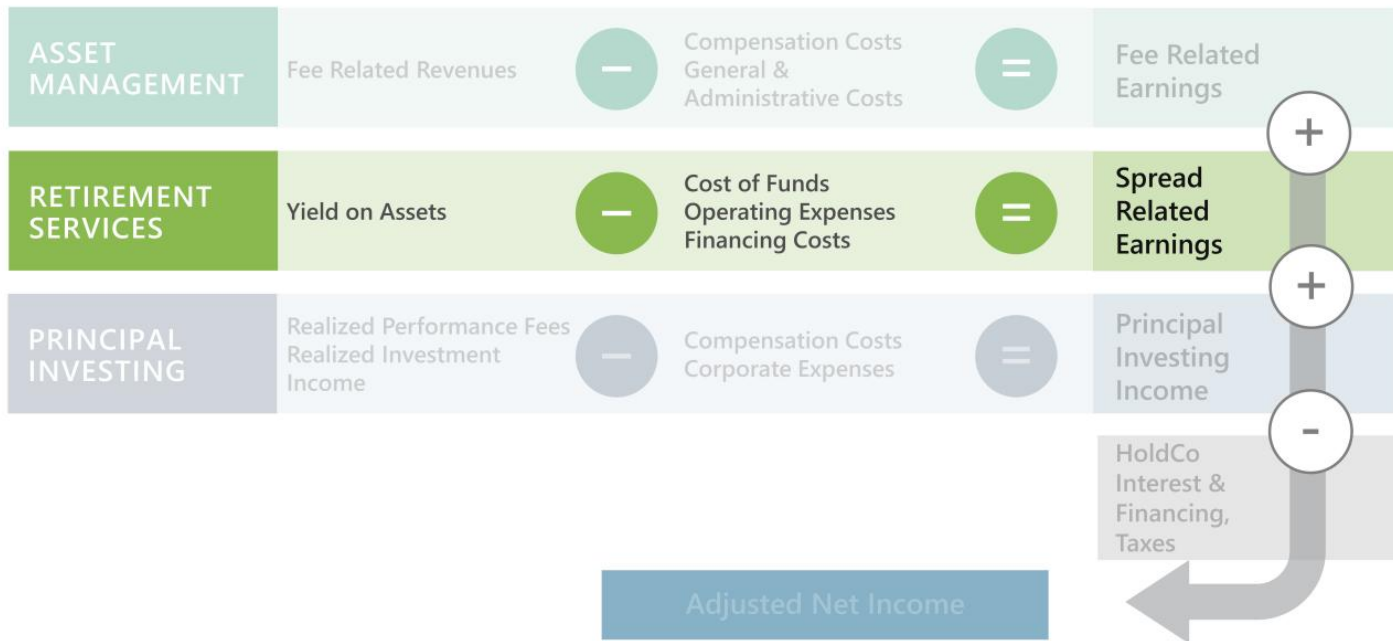 ASSET
MANAGEMENT
Fee Related Revenues
−
Compensation Costs
General &
Administrative Costs
=
Fee Related
Earnings
+
RETIREMENT
SERVICES
Yield on Assets
−
Cost of Funds
Operating Expenses
Financing Costs
=
Spread
Related
Earnings
+
PRINCIPAL
INVESTING
Realized Performance Fees
Realized Investment
Income
−
Compensation Costs
Corporate Expenses
=
Principal
Investing
Income
-
HoldCo
Interest &
Financing,
Taxes
Adjusted Net Income